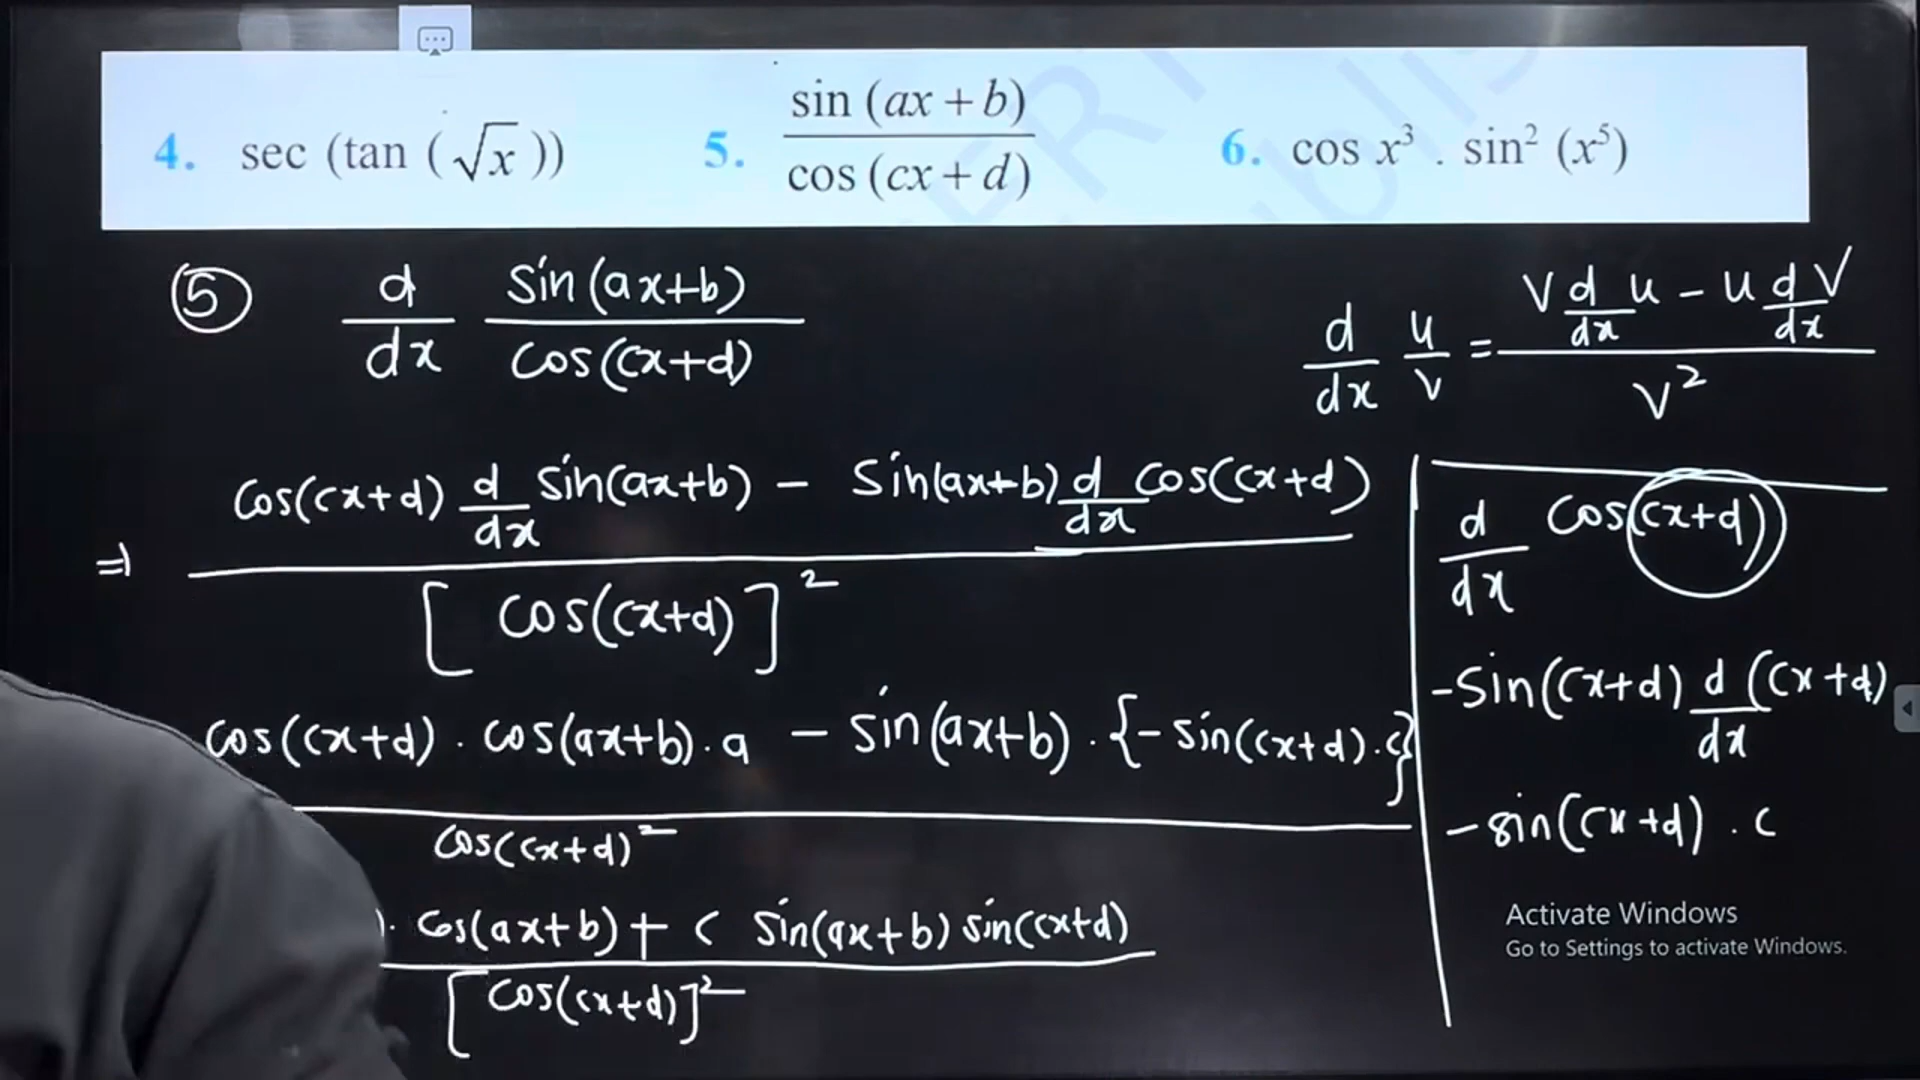 4. sec (tan (√x)) 5. sin (ax + b) / cos (cx + d) 6. cos x³ . sin² (x⁵)
⑤ d/dx sin(ax+b) / cos(cx+d)
d/dx u/v = (v d/dx u − u d/dx v) / v²
⇒ (cos(cx+d) d/dx sin(ax+b) − sin(ax+b) d/dx cos(cx+d)) / [cos(cx+d)]²
cos(cx+d) . cos(ax+b) . a − sin(ax+b) . {−sin(cx+d) . c} / cos(cx+d)²
). cos(ax+b) + c sin(ax+b) sin(cx+d) / [cos(cx+d)]²
d/dx cos(cx+d)
−sin(cx+d) d/dx (cx+d)
−sin(cx+d) . c
Activate Windows
Go to Settings to activate Windows.